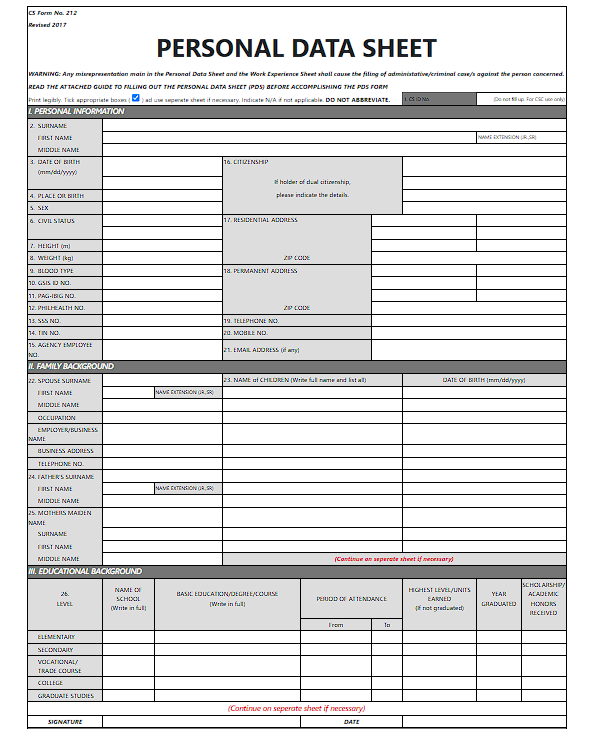 CS Form No. 212
Revised 2017
PERSONAL DATA SHEET
WARNING: Any misrepresentation main in the Personal Data Sheet and the Work Experience Sheet shall cause the filing of administative/criminal case/s against the person concerned.
READ THE ATTACHED GUIDE TO FILLING OUT THE PERSONAL DATA SHEET (PDS) BEFORE ACCOMPLISHING THE PDS FORM
Print legibly. Tick appropriate boxes ( ) ad use seperate sheet if necessary. Indicate N/A if not applicable. DO NOT ABBREVIATE. I. CS ID No. (Do not fill up. For CSC use only)
I. PERSONAL INFORMATION
2. SURNAME
FIRST NAME NAME EXTENSION (JR.,SR)
MIDDLE NAME
3. DATE OF BIRTH 16. CITIZENSHIP
(mm/dd/yyyy)
If holder of dual citizenship,
4. PLACE OR BIRTH please indicate the details.
5. SEX
6. CIVIL STATUS 17. RESIDENTIAL ADDRESS
7. HEIGHT (m)
8. WEIGHT (kg) ZIP CODE
9. BLOOD TYPE 18. PERMANENT ADDRESS
10. GSIS ID NO.
11. PAG-IBIG NO.
12. PHILHEALTH NO. ZIP CODE
13. SSS NO. 19. TELEPHONE NO.
14. TIN NO. 20. MOBILE NO.
15. AGENCY EMPLOYEE NO. 21. EMAIL ADDRESS (if any)
II. FAMILY BACKGROUND
22. SPOUSE SURNAME 23. NAME OF CHILDREN (Write full name and list all) DATE OF BIRTH (mm/dd/yyyy)
FIRST NAME NAME EXTENSION (JR.,SR)
MIDDLE NAME
OCCUPATION
EMPLOYER/BUSINESS
NAME
BUSINESS ADDRESS
TELEPHONE NO.
24. FATHER'S SURNAME
FIRST NAME NAME EXTENSION (JR.,SR)
MIDDLE NAME
25. MOTHERS MAIDEN
NAME
SURNAME
FIRST NAME
MIDDLE NAME (Continue on seperate sheet if necessary)
III. EDUCATIONAL BACKGROUND
26.
LEVEL
NAME OF
SCHOOL
(Write in full)
BASIC EDUCATION/DEGREE/COURSE
(Write in full)
PERIOD OF ATTENDANCE
From To
HIGHEST LEVEL/UNITS
EARNED
(If not graduated)
YEAR
GRADUATED
SCHOLARSHIP/
ACADEMIC
HONORS
RECEIVED
ELEMENTARY
SECONDARY
VOCATIONAL/
TRADE COURSE
COLLEGE
GRADUATE STUDIES
(Continue on seperate sheet if necessary)
SIGNATURE DATE